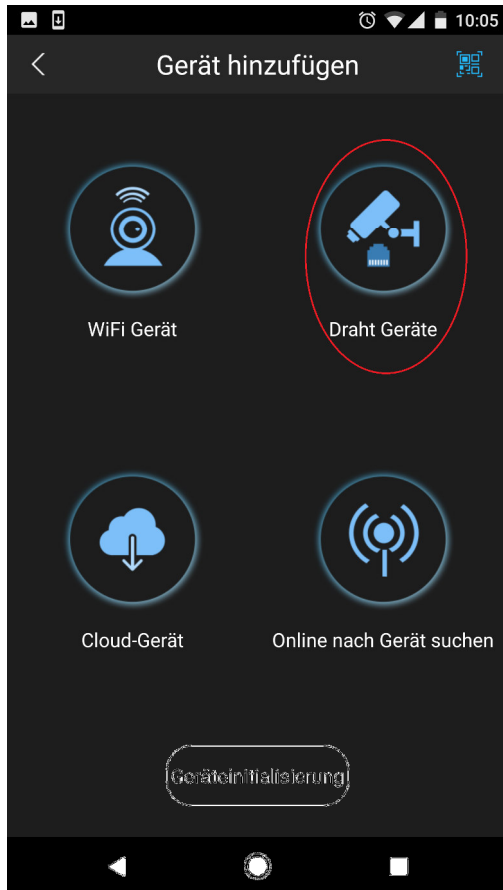 10:05
Gerät hinzufügen
WiFi Gerät
Draht Geräte
Cloud-Gerät
Online nach Gerät suchen
Geräteinitialisierung